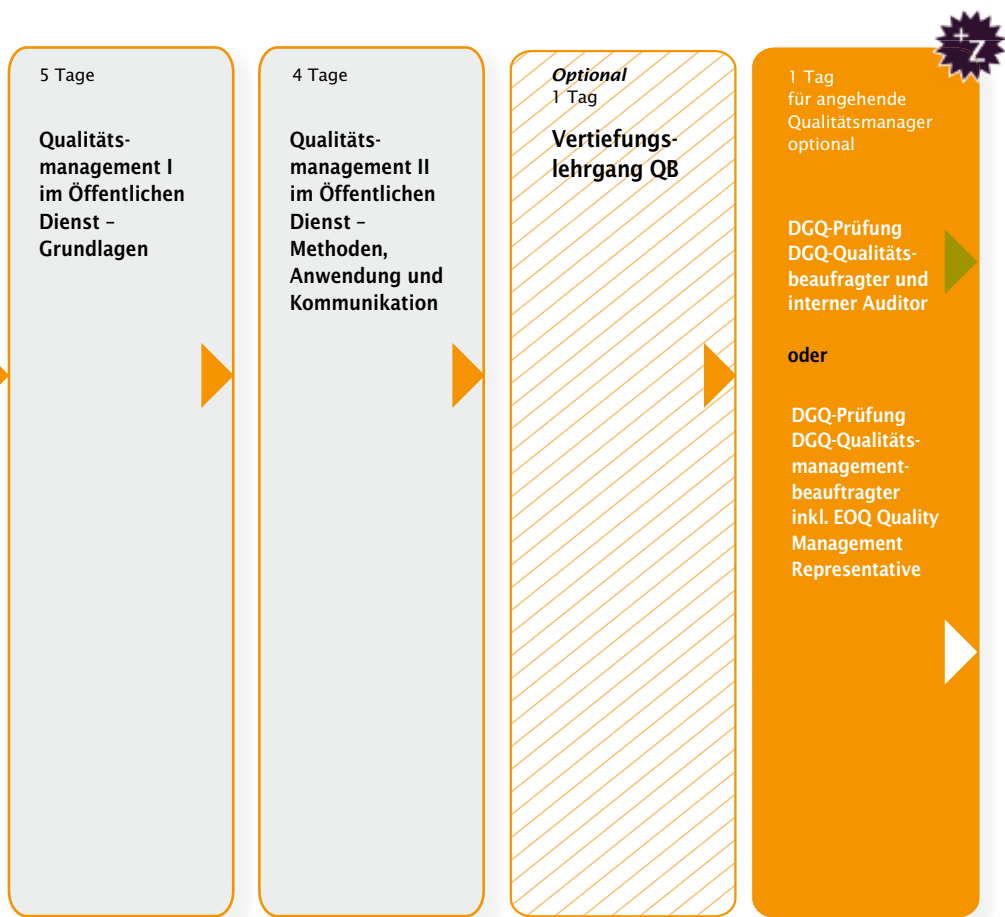 5 Tage
Qualitäts-
management I
im Öffentlichen
Dienst –
Grundlagen
4 Tage
Qualitäts-
management II
im Öffentlichen
Dienst –
Methoden,
Anwendung und
Kommunikation
Optional
1 Tag
Vertiefungs-
lehrgang QB
+Z
1 Tag
für angehende
Qualitätsmanager
optional
DGQ-Prüfung
DGQ-Qualitäts-
beaufragter und
interner Auditor
oder
DGQ-Prüfung
DGQ-Qualitäts-
management-
beauftragter
inkl. EOQ Quality
Management
Representative